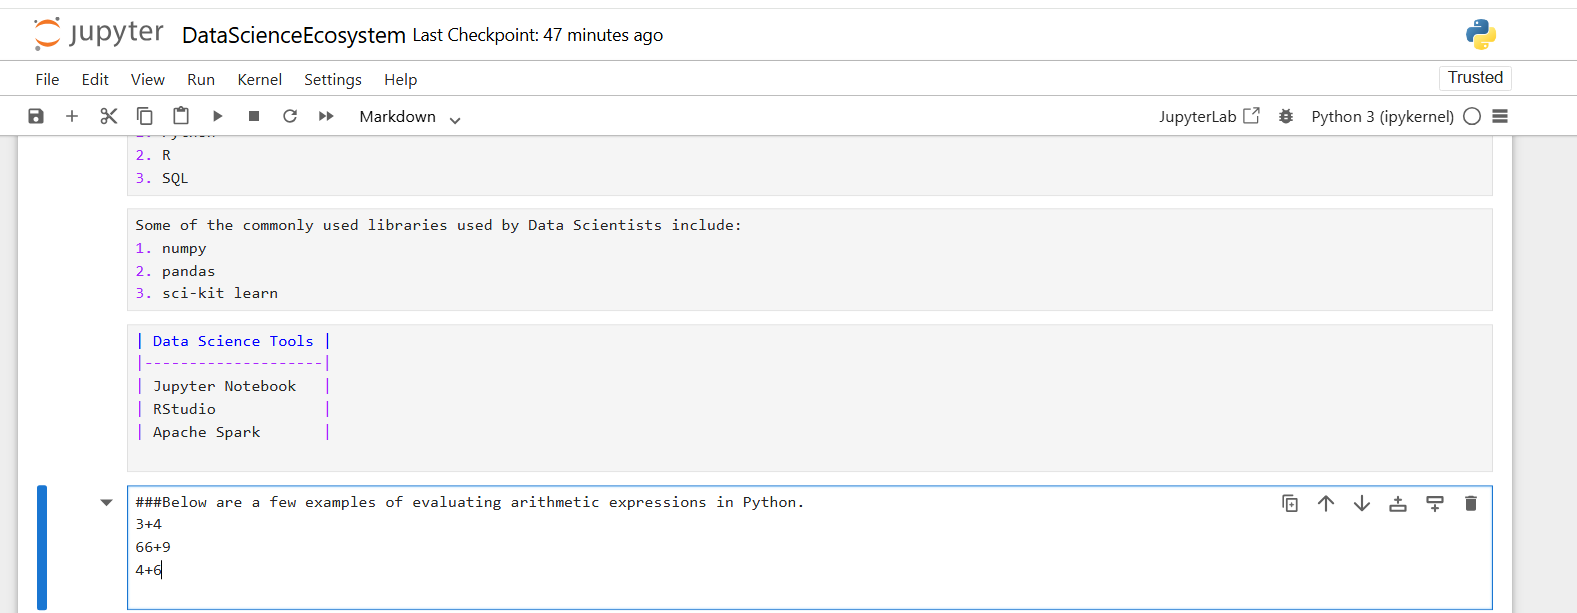 jupyter DataScienceEcosystem Last Checkpoint: 47 minutes ago
File Edit View Run Kernel Settings Help
Trusted
Markdown
JupyterLab
Python 3 (ipykernel)
2. R
3. SQL
Some of the commonly used libraries used by Data Scientists include:
1. numpy
2. pandas
3. sci-kit learn
| Data Science Tools |
|--------------------|
| Jupyter Notebook   |
| RStudio            |
| Apache Spark       |
###Below are a few examples of evaluating arithmetic expressions in Python.
3+4
66+9
4+6